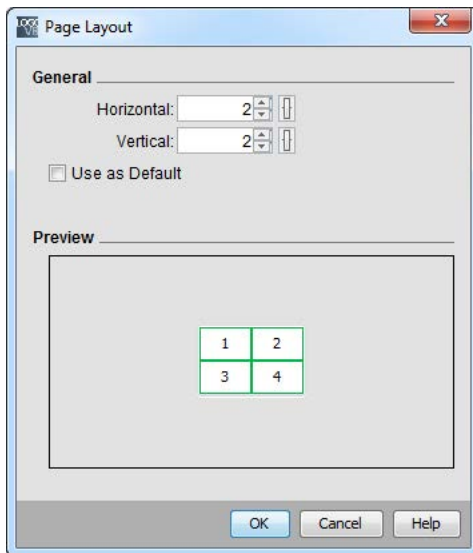 Page Layout
General
Horizontal: 2
Vertical: 2
Use as Default
Preview
1 2
3 4
OK Cancel Help